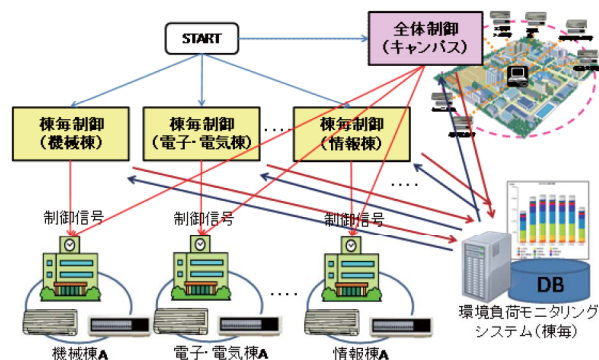 START
全体制御
(キャンパス)
棟毎制御
(機械棟)
棟毎制御
(電子・電気棟)
‥‥
棟毎制御
(情報棟)
‥‥
制御信号
制御信号
制御信号
‥‥
DB
環境負荷モニタリング
システム(棟毎)
機械棟A
電子・電気棟A
情報棟A